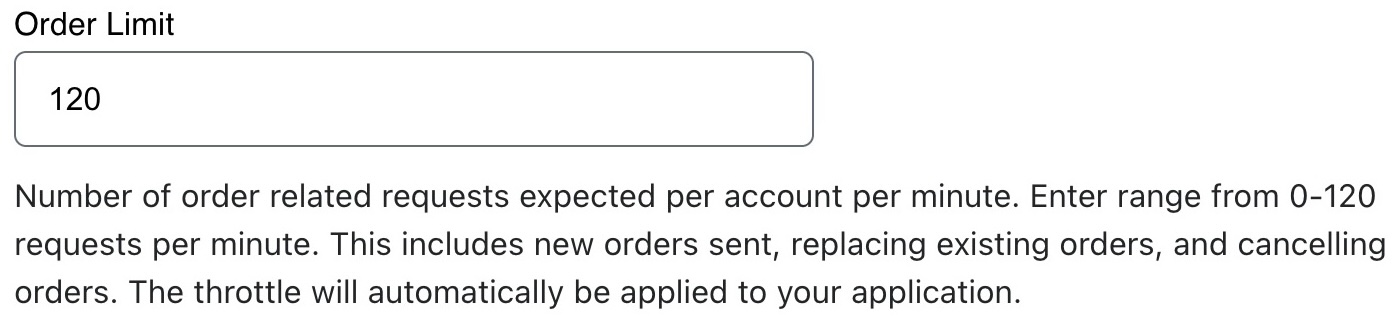 Order Limit
120
Number of order related requests expected per account per minute. Enter range from 0-120
requests per minute. This includes new orders sent, replacing existing orders, and cancelling
orders. The throttle will automatically be applied to your application.